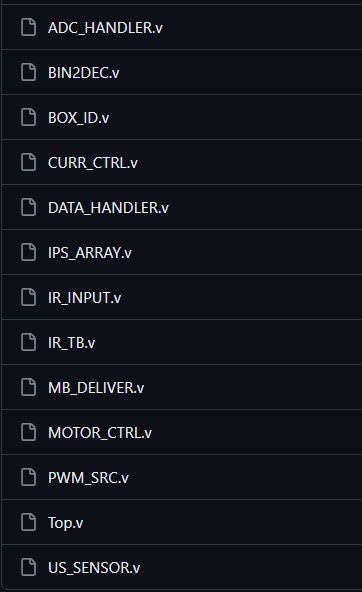 ADC_HANDLER.v
BIN2DEC.v
BOX_ID.v
CURR_CTRL.v
DATA_HANDLER.v
IPS_ARRAY.v
IR_INPUT.v
IR_TB.v
MB_DELIVER.v
MOTOR_CTRL.v
PWM_SRC.v
Top.v
US_SENSOR.v